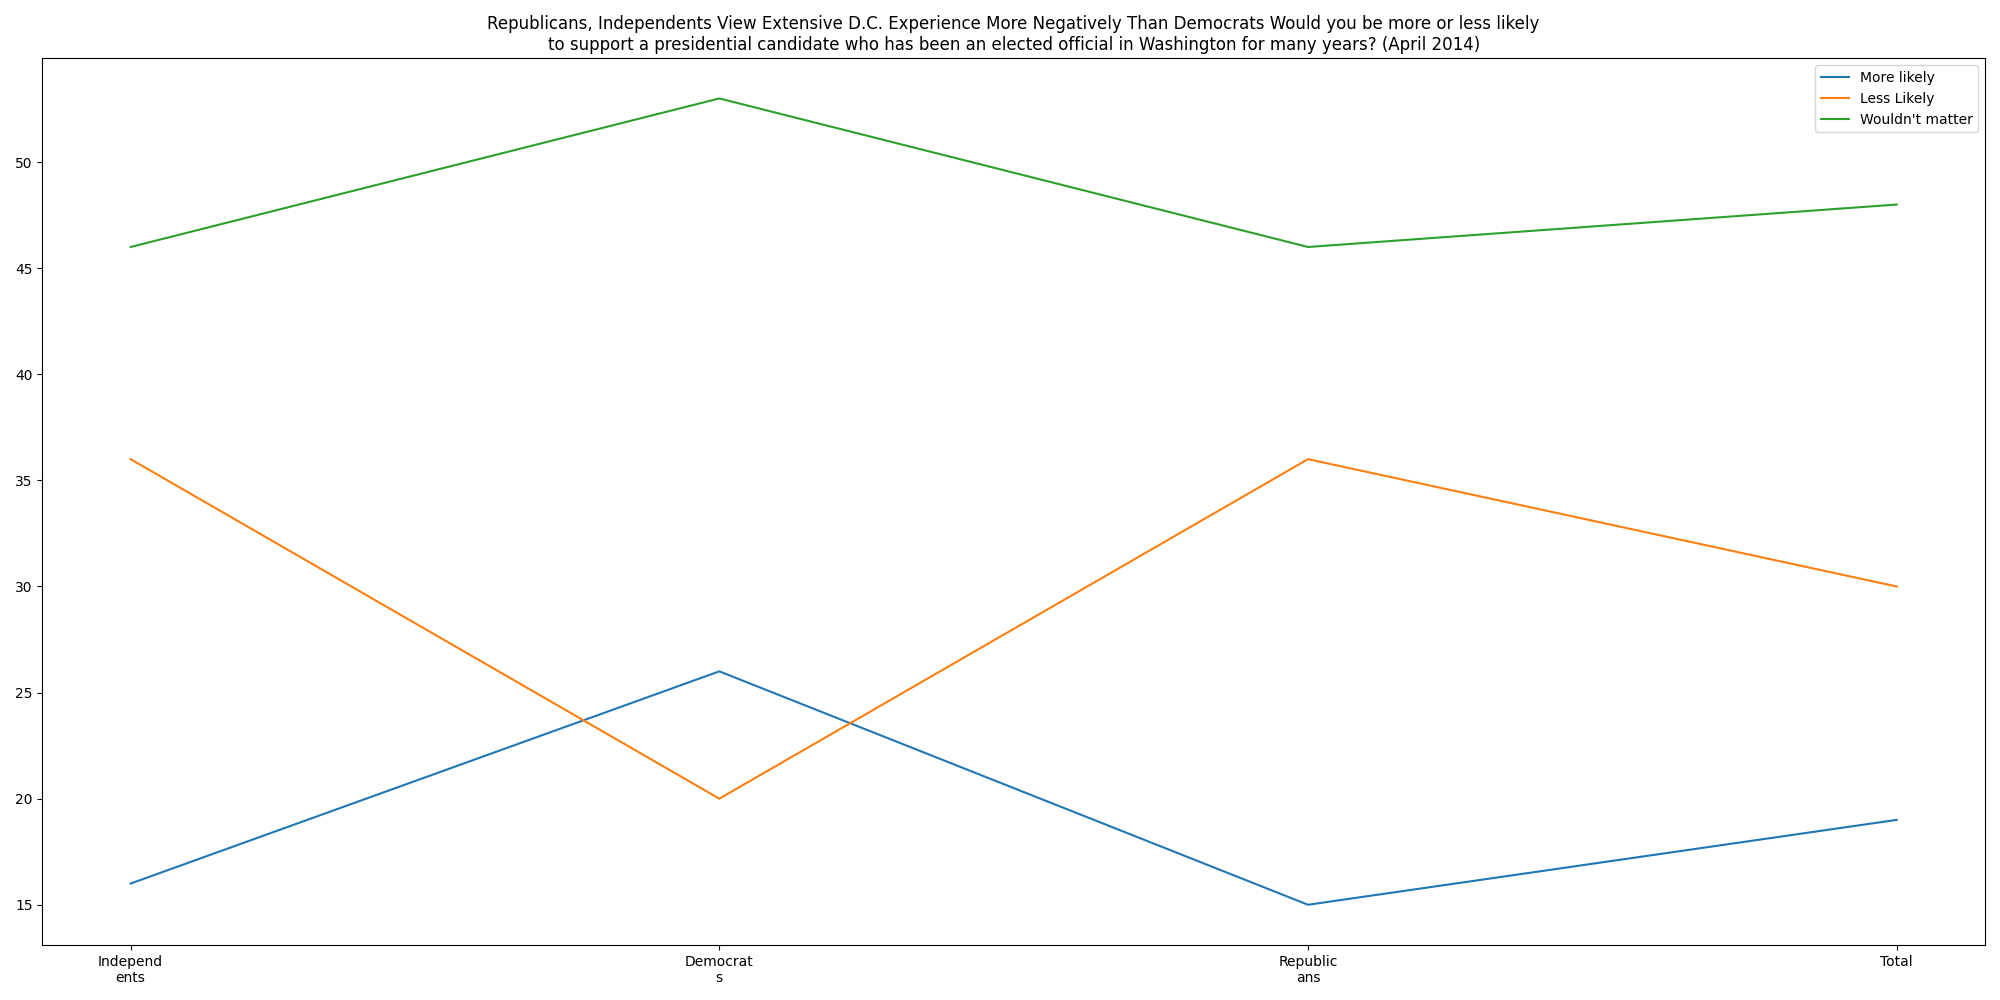 Republicans, Independents View Extensive D.C. Experience More Negatively Than Democrats Would you be more or less likely
to support a presidential candidate who has been an elected official in Washington for many years? (April 2014)
More likely
Less Likely
Wouldn't matter
50
45
40
35
30
25
20
15
Independ
ents
Democrat
s
Republic
ans
Total